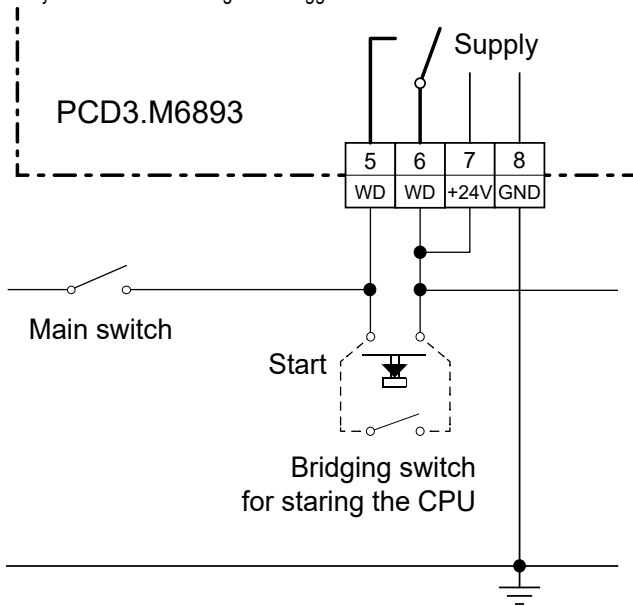 Supply
PCD3.M6893
5 6 7 8
WD WD +24V GND
Main switch
Start
Bridging switch
for staring the CPU